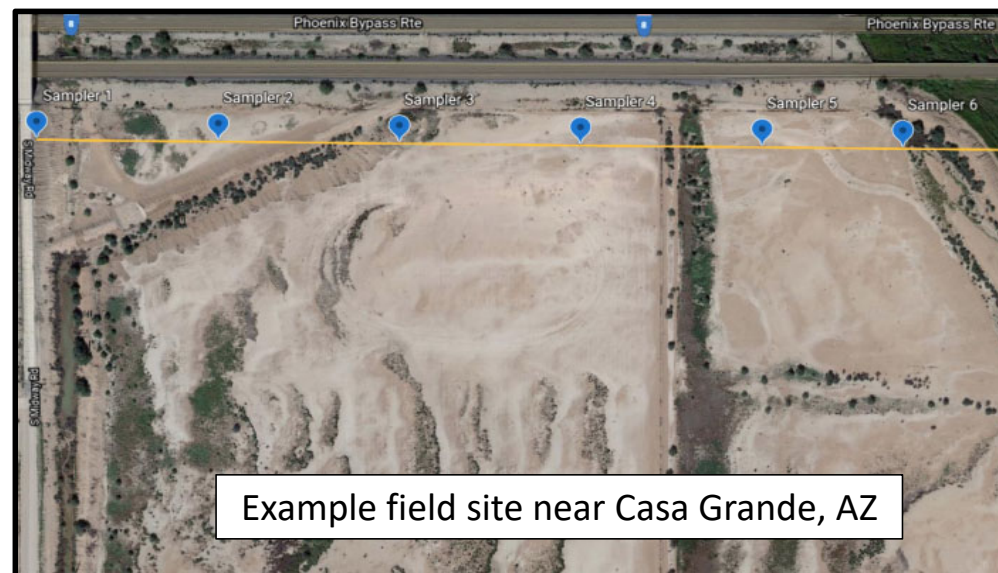 Phoenix Bypass Rte
Phoenix Bypass Rte
Sampler 1
Sampler 2
Sampler 3
Sampler 4
Sampler 5
Sampler 6
S Midway Rd
S Midway Rd
Example field site near Casa Grande, AZ